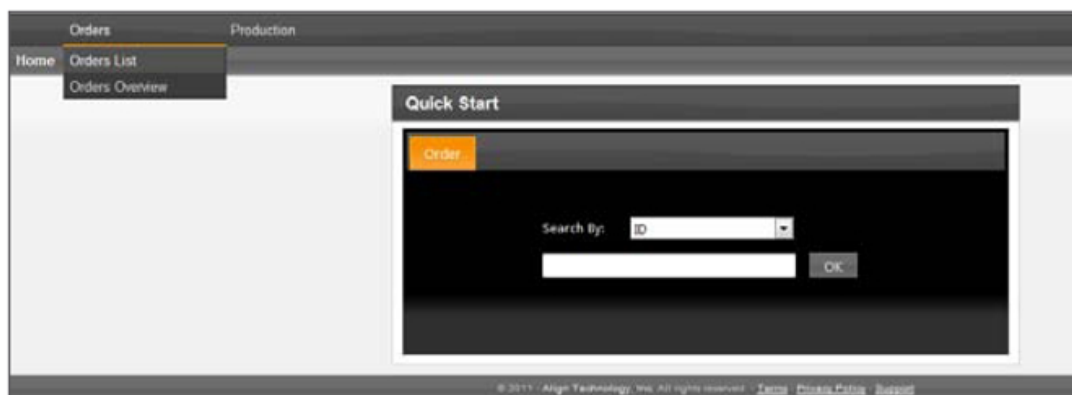 Orders Production
Home Orders List
Orders Overview
Quick Start
Order
Search By: ID
OK
© 2011 - Align Technology, Inc. All rights reserved. - Terms - Privacy Policy - Support